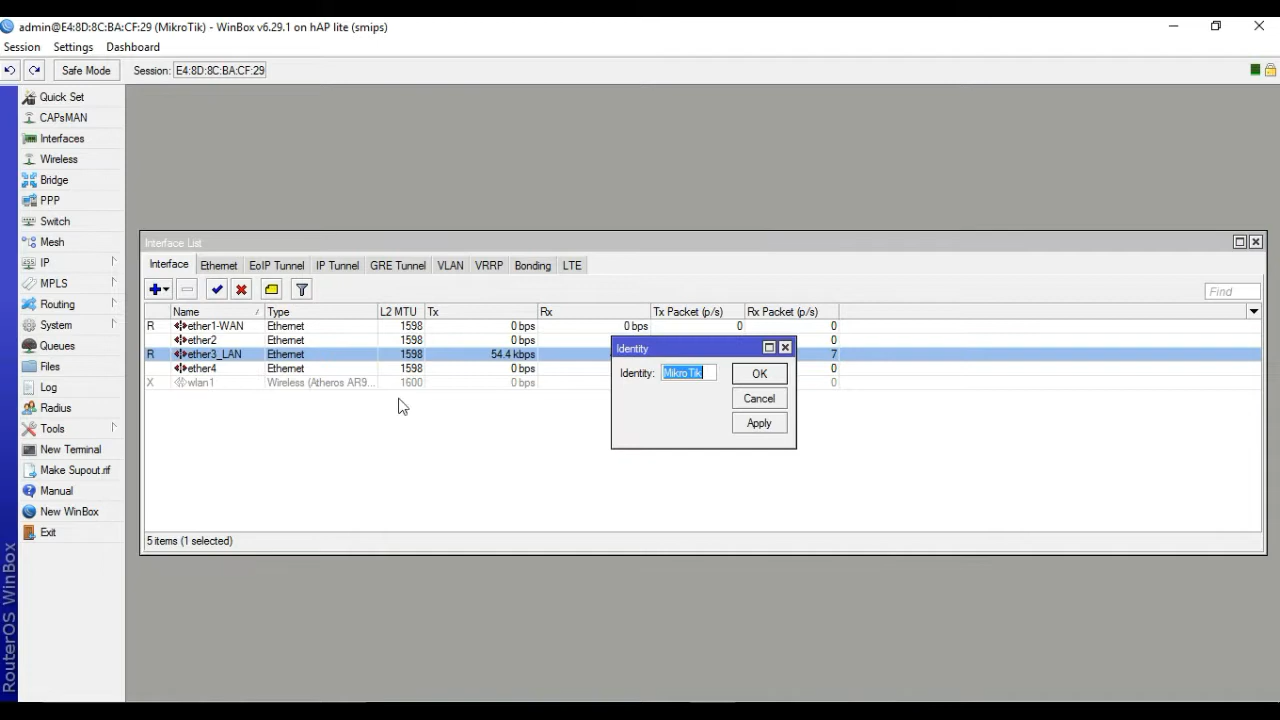 admin@E4:8D:8C:BA:CF:29 (MikroTik) - WinBox v6.29.1 on hAP lite (smips)
Session Settings Dashboard
Safe Mode Session: E4:8D:8C:BA:CF:29
Quick Set
CAPsMAN
Interfaces
Wireless
Bridge
PPP
Switch
Mesh
IP
MPLS
Routing
System
Queues
Files
Log
Radius
Tools
New Terminal
Make Supout.rif
Manual
New WinBox
Exit
RouterOS WinBox
Interface List
Interface Ethernet EoIP Tunnel IP Tunnel GRE Tunnel VLAN VRRP Bonding LTE
Find
Name Type L2 MTU Tx Rx Tx Packet (p/s) Rx Packet (p/s)
R ether1-WAN Ethernet 1598 0 bps 0 bps 0 0
ether2 Ethernet 1598 0 bps 0
R ether3_LAN Ethernet 1598 54.4 kbps 7
ether4 Ethernet 1598 0 bps 0
X wlan1 Wireless (Atheros AR9... 1600 0 bps 0
5 items (1 selected)
Identity
Identity: MikroTik OK
Cancel
Apply